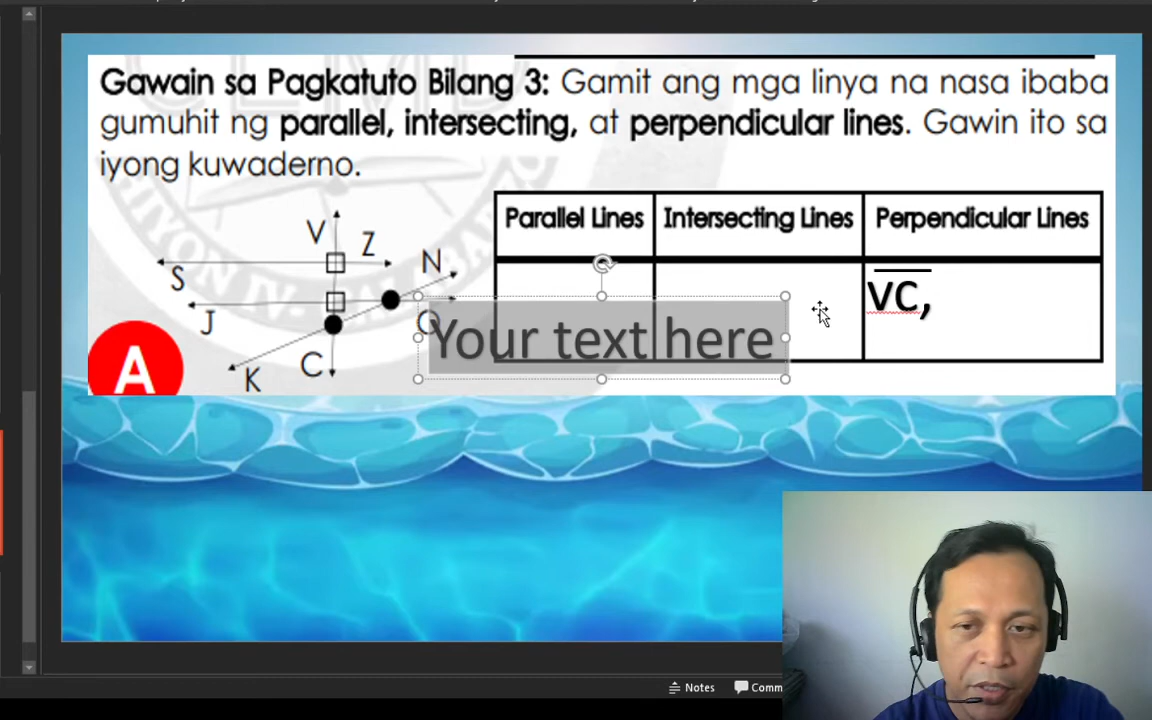 Gawain sa Pagkatuto Bilang 3: Gamit ang mga linya na nasa ibaba
gumuhit ng parallel, intersecting, at perpendicular lines. Gawin ito sa
iyong kuwaderno.
V
Z
N
S
J
K
C
A
Parallel Lines Intersecting Lines Perpendicular Lines
VC,
Your text here
Notes